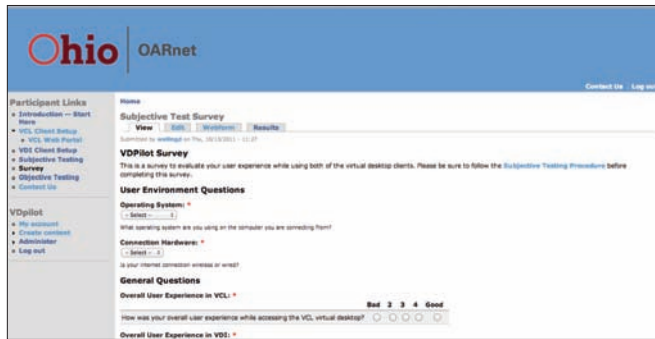 Ohio
OARnet
Contact Us Log out
Participant Links
Introduction -- Start
Here
VCL Client Setup
VCL Web Portal
VDI Client Setup
Subjective Testing
Survey
Objective Testing
Contact Us
VDpilot
My account
Create content
Administer
Log out
Home
Subjective Test Survey
View Edit Webform Results
VDPilot Survey
This is a survey to evaluate your user experience while using both of the virtual desktop clients. Please be sure to follow the Subjective Testing Procedure before
completing this survey.
User Environment Questions
Operating System: *
- Select -
What operating system are you using on the computer you are connecting from?
Connection Hardware: *
- Select -
Is your internet connection wireless or wired?
General Questions
Overall User Experience in VCL: *
Bad 2 3 4 Good
How was your overall user experience while accessing the VCL virtual desktop?
Overall User Experience in VDI: *